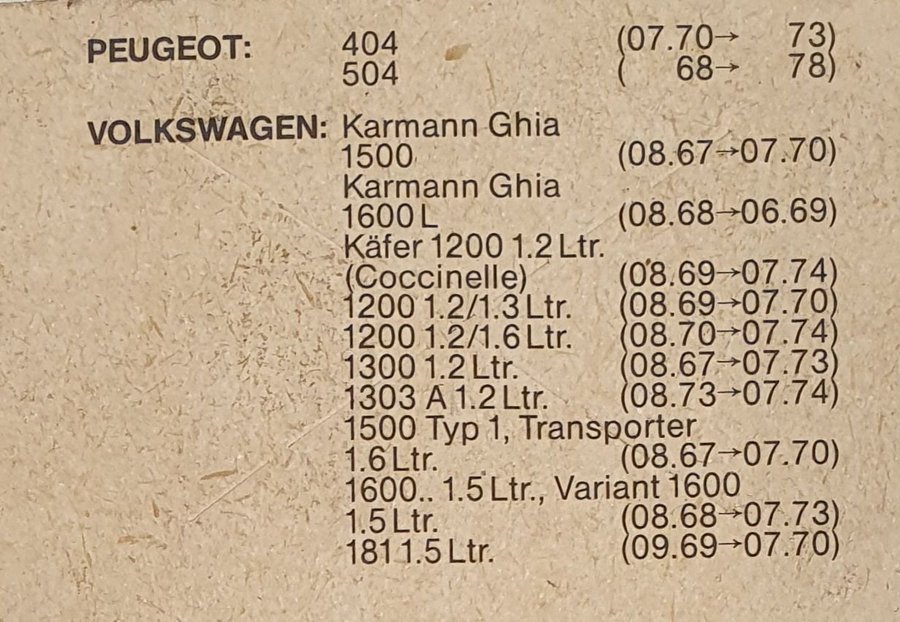 PEUGEOT: 404 (07.70→ 73)
504 ( 68→ 78)
VOLKSWAGEN: Karmann Ghia
1500 (08.67→07.70)
Karmann Ghia
1600 L (08.68→06.69)
Käfer 1200 1.2 Ltr.
(Coccinelle) (08.69→07.74)
1200 1.2/1.3 Ltr. (08.69→07.70)
1200 1.2/1.6 Ltr. (08.70→07.74)
1300 1.2 Ltr. (08.67→07.73)
1303 A 1.2 Ltr. (08.73→07.74)
1500 Typ 1, Transporter
1.6 Ltr. (08.67→07.70)
1600.. 1.5 Ltr., Variant 1600
1.5 Ltr. (08.68→07.73)
181 1.5 Ltr. (09.69→07.70)